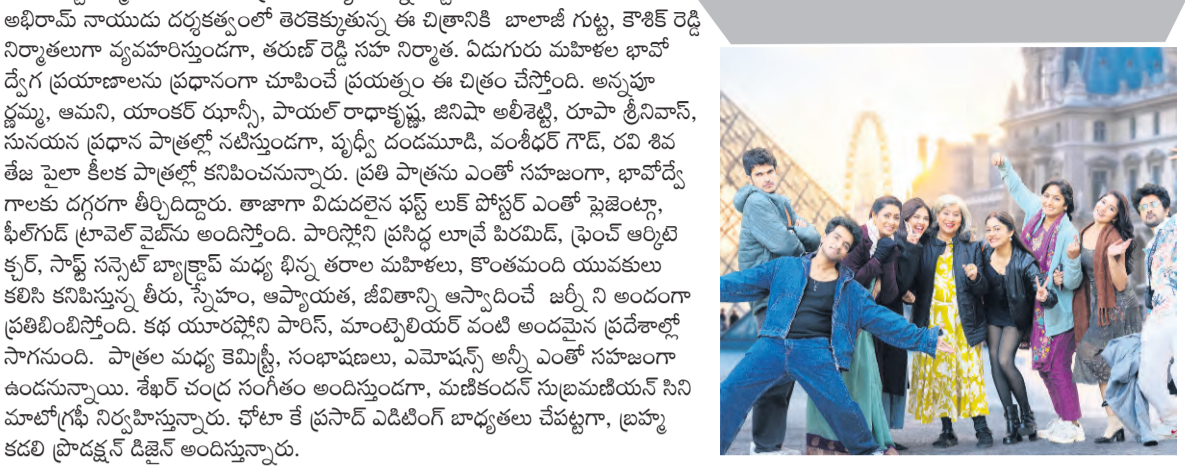 అభిరామ్ నాయుడు దర్శకత్వంలో తెరకెక్కుతున్న ఈ చిత్రానికి బాలాజీ గుట్ట, కౌశిక్ రెడ్డి
నిర్మాతలుగా వ్యవహరిస్తుండగా, తరుణ్ రెడ్డి సహ నిర్మాత. ఏడుగురు మహిళల భావో
ద్వేగ ప్రయాణాలను ప్రధానంగా చూపించే ప్రయత్నం ఈ చిత్రం చేస్తోంది. అన్నపూ
ర్ణమ్మ, ఆమని, యాంకర్ ఝాన్సీ, పాయల్ రాధాకృష్ణ, జినిషా అలీశెట్టి, రూపా శ్రీనివాస్,
సునయన ప్రధాన పాత్రల్లో నటిస్తుండగా, పృధ్వీ దండమూడి, వంశీధర్ గౌడ్, రవి శివ
తేజ పైలా కీలక పాత్రల్లో కనిపించనున్నారు. ప్రతి పాత్రను ఎంతో సహజంగా, భావోద్వే
గాలకు దగ్గరగా తీర్చిదిద్దారు. తాజాగా విడుదలైన ఫస్ట్ లుక్ పోస్టర్ ఎంతో ప్లెజెంట్గా,
ఫీల్‌గుడ్ ట్రావెల్ వైబ్‌ను అందిస్తోంది. పారిస్లోని ప్రసిద్ధ లూవ్రే పిరమిడ్, ఫ్రెంచ్ ఆర్కిటె
క్చర్, సాఫ్ట్ సన్సెట్ బ్యాక్డ్రాప్ మధ్య భిన్న తరాల మహిళలు, కొంతమంది యువకులు
కలిసి కనిపిస్తున్న తీరు, స్నేహం, ఆప్యాయత, జీవితాన్ని ఆస్వాదించే జర్నీ ని అందంగా
ప్రతిబింబిస్తోంది. కథ యూరప్లోని పారిస్, మాంట్పెలియర్ వంటి అందమైన ప్రదేశాల్లో
సాగనుంది. పాత్రల మధ్య కెమిస్ట్రీ, సంభాషణలు, ఎమోషన్స్ అన్నీ ఎంతో సహజంగా
ఉండనున్నాయి. శేఖర్ చంద్ర సంగీతం అందిస్తుండగా, మణికందన్ సుబ్రమణియన్ సిని
మాటోగ్రఫీ నిర్వహిస్తున్నారు. ఛోటా కే ప్రసాద్ ఎడిటింగ్ బాధ్యతలు చేపట్టగా, బ్రహ్మ
కడలి ప్రొడక్షన్ డిజైన్ అందిస్తున్నారు.